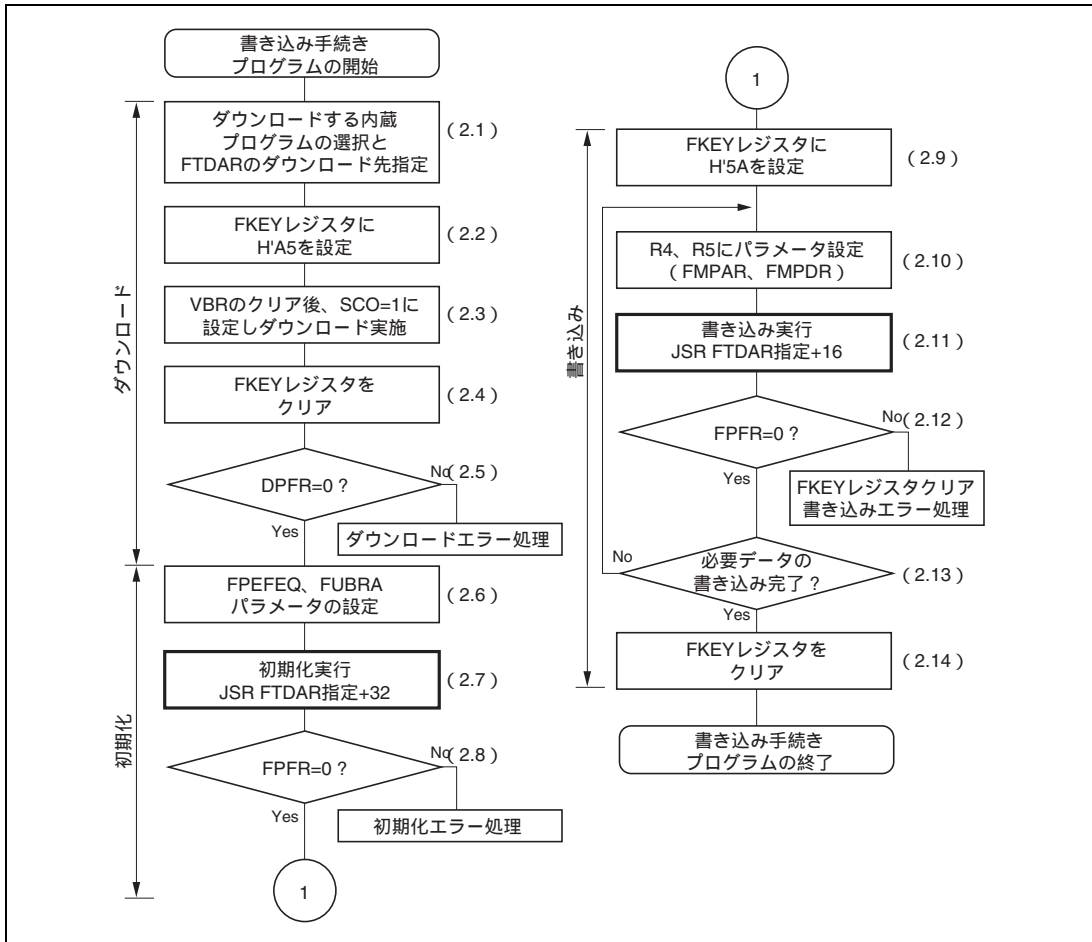 書き込み手続き
プログラムの開始
ダウンロード
ダウンロードする内蔵
プログラムの選択と
FTDARのダウンロード先指定
(2.1)
FKEYレジスタに
H'A5を設定
(2.2)
VBRのクリア後、SCO=1に
設定しダウンロード実施
(2.3)
FKEYレジスタを
クリア
(2.4)
DPFR=0?
No
(2.5)
Yes
ダウンロードエラー処理
初期化
FPEFEQ、FUBRA
パラメータの設定
(2.6)
初期化実行
JSR FTDAR指定+32
(2.7)
FPFR=0?
No
(2.8)
Yes
初期化エラー処理
1
1
書き込み
FKEYレジスタに
H'5Aを設定
(2.9)
R4、R5にパラメータ設定
(FMPAR、FMPDR)
(2.10)
書き込み実行
JSR FTDAR指定+16
(2.11)
FPFR=0?
No
(2.12)
Yes
FKEYレジスタクリア
書き込みエラー処理
必要データの
書き込み完了?
No
(2.13)
Yes
FKEYレジスタを
クリア
(2.14)
書き込み手続き
プログラムの終了